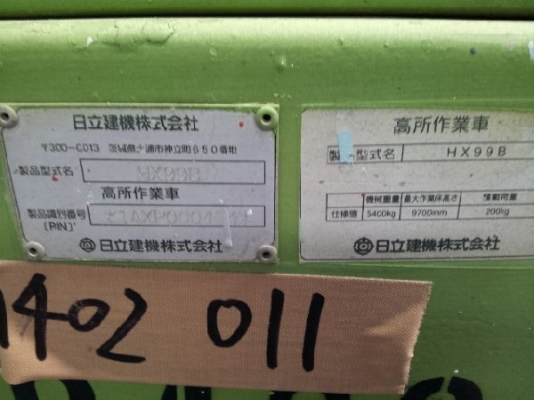 日立建機株式会社
〒300-0013 茨城県土浦市神立町650番地
製品型式名 HX99B
高所作業車
製品識別番号
(PIN)
日立建機株式会社
高所作業車
製品型式名 HX99B
機械重量 最大作業床高さ 積載荷重
仕様値 5400kg 9700mm 200kg
日立建機株式会社
1402 011